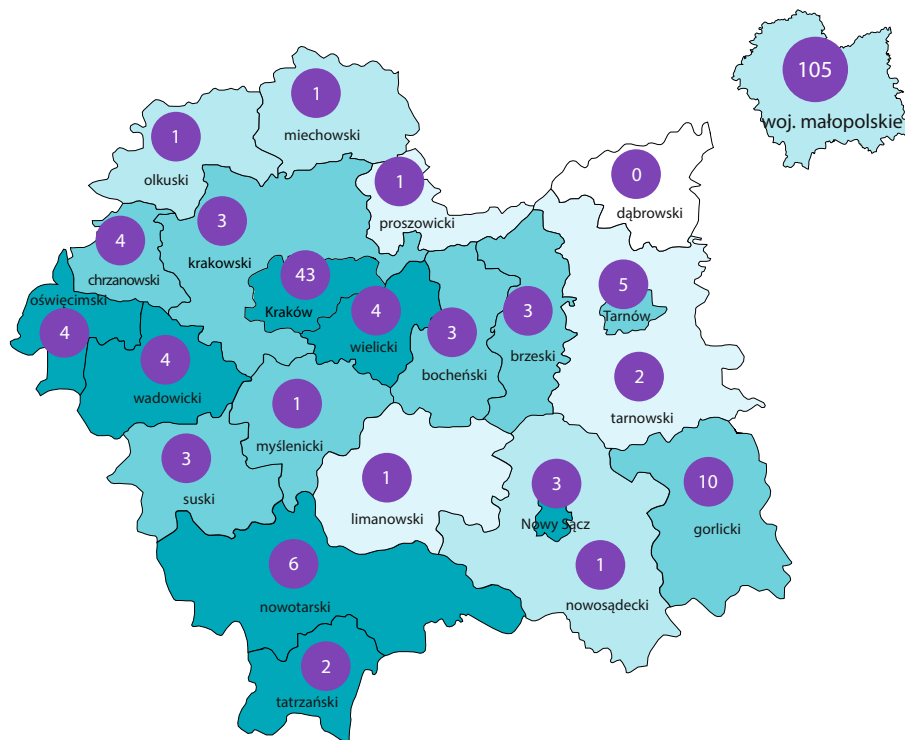 105
woj. małopolskie
1
miechowski
1
olkuski
0
dąbrowski
1
proszowicki
3
krakowski
4
chrzanowski
43
Kraków
5
Tarnów
oświęcimski
4
4
wielicki
3
bocheński
3
brzeski
4
wadowicki
2
tarnowski
1
myślenicki
3
suski
1
limanowski
3
Nowy Sącz
10
gorlicki
6
nowotarski
1
nowosądecki
2
tatrzański